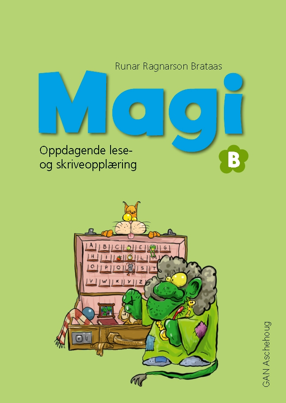 Runar Ragnarson Brataas
Magi
Oppdagende lese-
og skriveopplæring
B
GAN Aschehoug